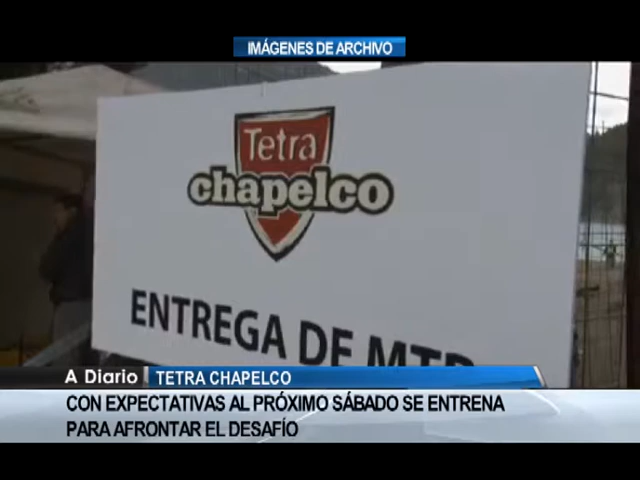 IMÁGENES DE ARCHIVO
Tetra
chapelco
ENTREGA DE MTB
A Diario
TETRA CHAPELCO
CON EXPECTATIVAS AL PRÓXIMO SÁBADO SE ENTRENA
PARA AFRONTAR EL DESAFÍO